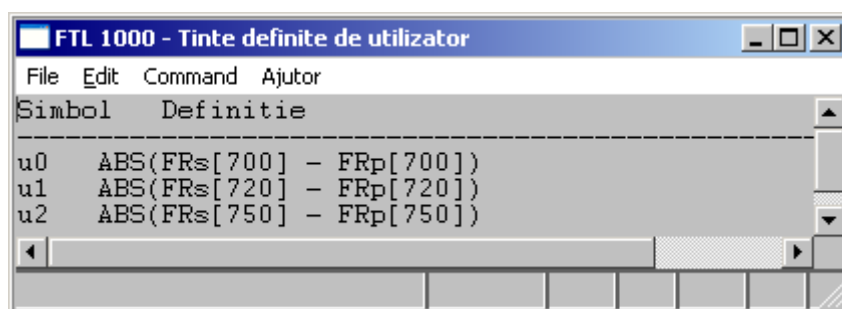 FTL 1000 - Tinte definite de utilizator
File Edit Command Ajutor
Simbol Definitie
----------------------------------------------------------------
u0 ABS(FRs[700] - FRp[700])
u1 ABS(FRs[720] - FRp[720])
u2 ABS(FRs[750] - FRp[750])